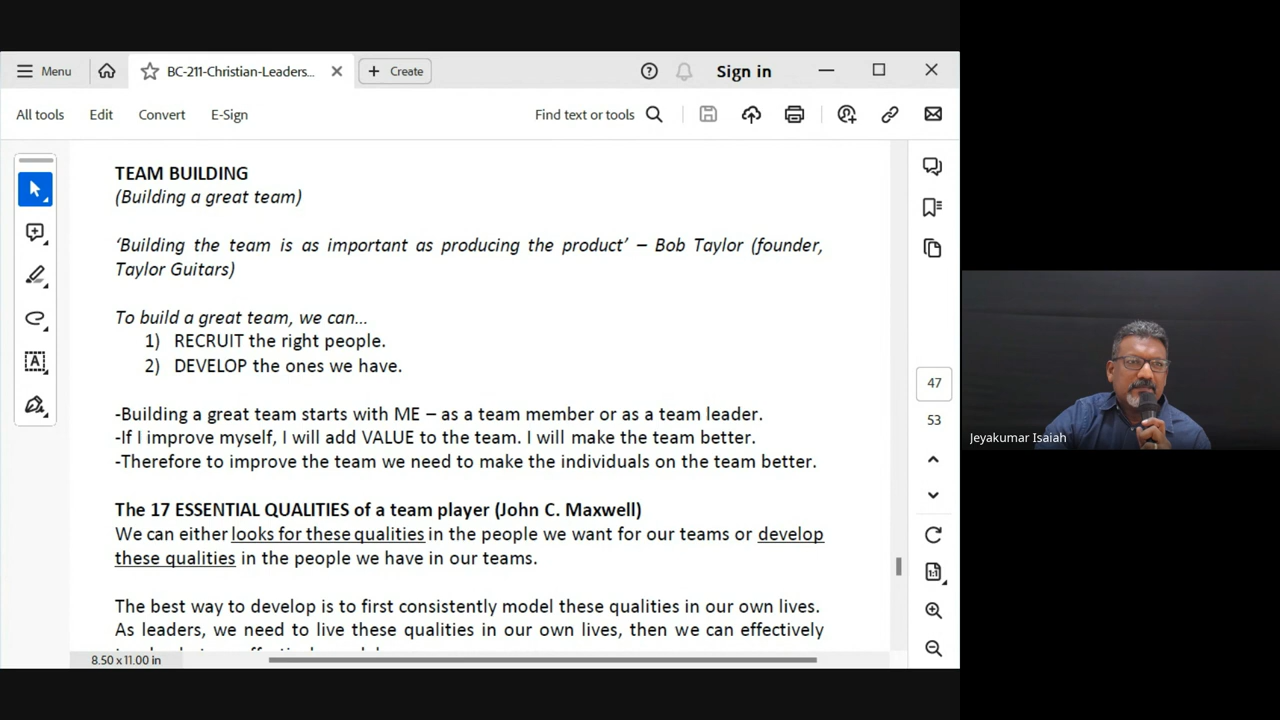 Menu
BC-211-Christian-Leaders...
Create
Sign in
All tools
Edit
Convert
E-Sign
Find text or tools
TEAM BUILDING
(Building a great team)
‘Building the team is as important as producing the product’ – Bob Taylor (founder,
Taylor Guitars)
To build a great team, we can...
1) RECRUIT the right people.
2) DEVELOP the ones we have.
-Building a great team starts with ME – as a team member or as a team leader.
-If I improve myself, I will add VALUE to the team. I will make the team better.
-Therefore to improve the team we need to make the individuals on the team better.
The 17 ESSENTIAL QUALITIES of a team player (John C. Maxwell)
We can either looks for these qualities in the people we want for our teams or develop
these qualities in the people we have in our teams.
The best way to develop is to first consistently model these qualities in our own lives.
As leaders, we need to live these qualities in our own lives, then we can effectively
8.50 x 11.00 in
47
53
1:1
Jeyakumar Isaiah